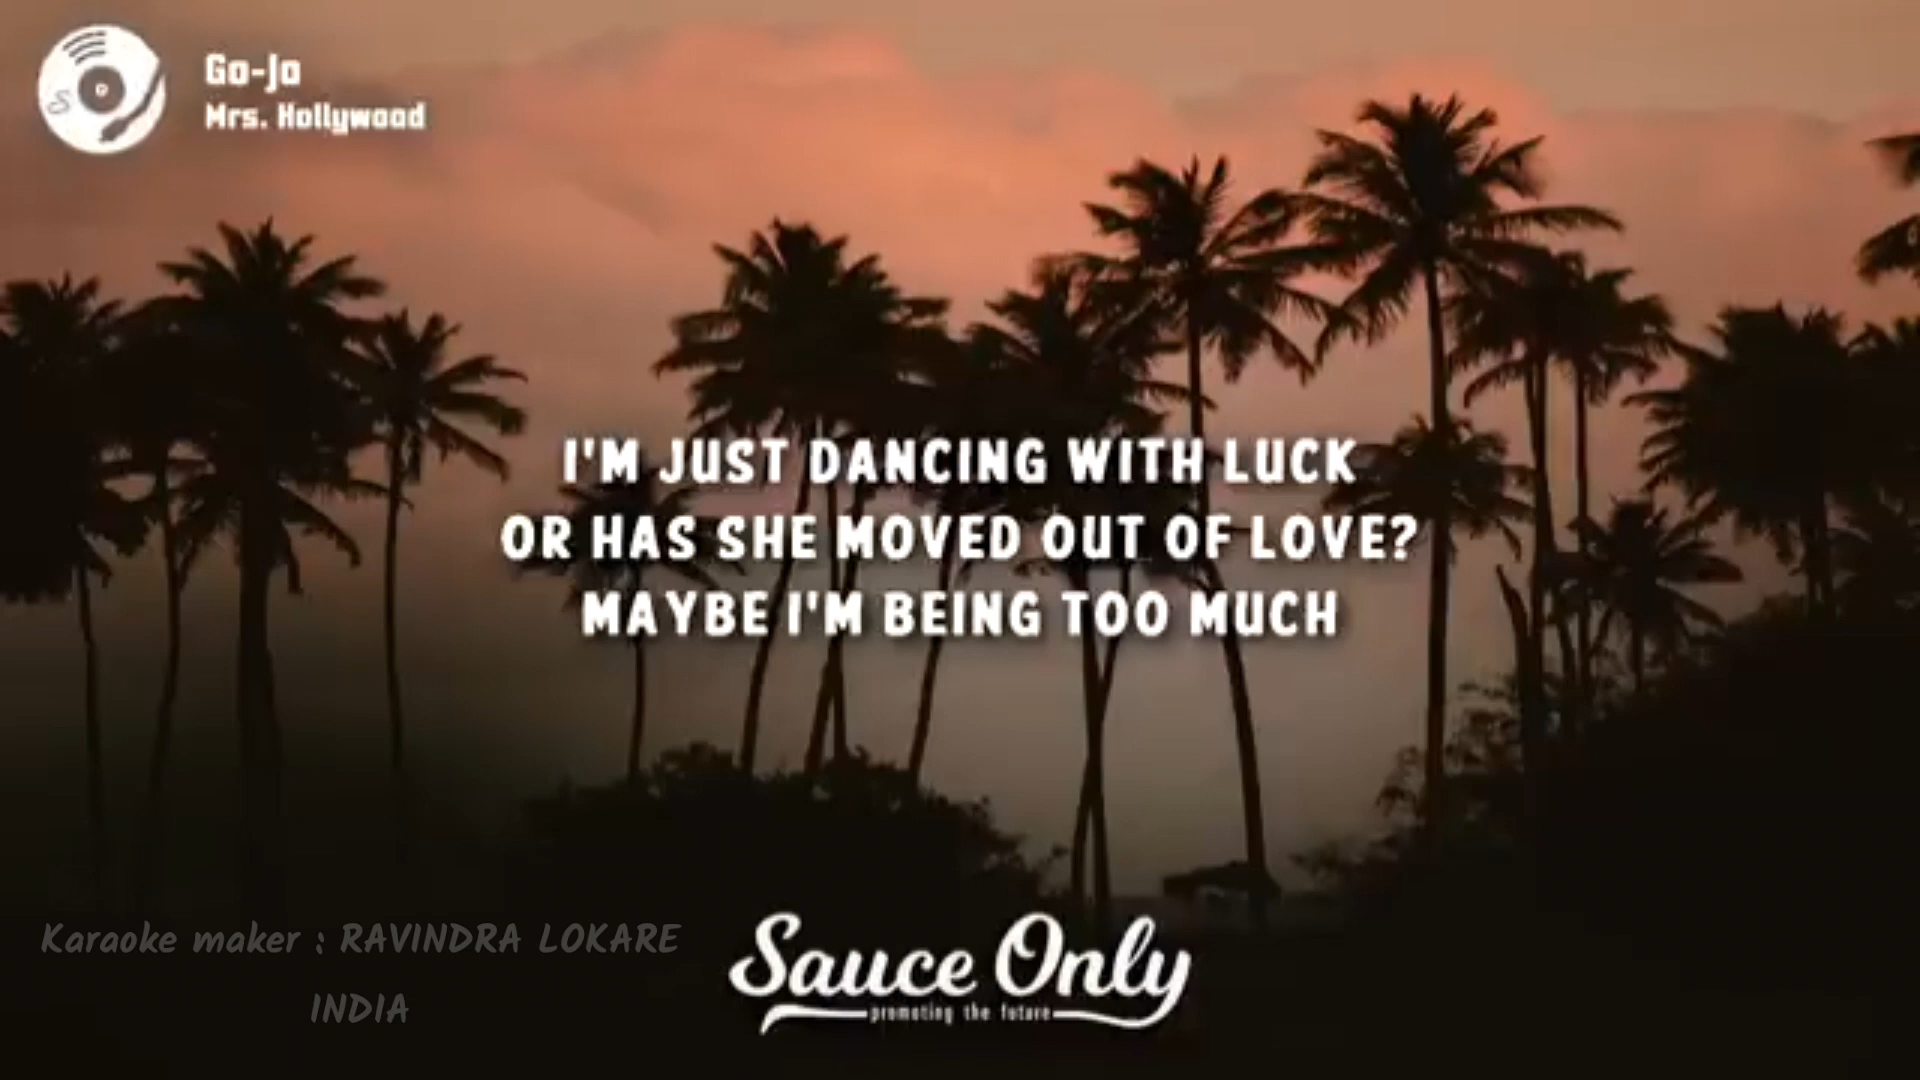 Go-Jo
Mrs. Hollywood
I'M JUST DANCING WITH LUCK
OR HAS SHE MOVED OUT OF LOVE?
MAYBE I'M BEING TOO MUCH
Karaoke maker : RAVINDRA LOKARE
INDIA
Sauce Only
promoting the future